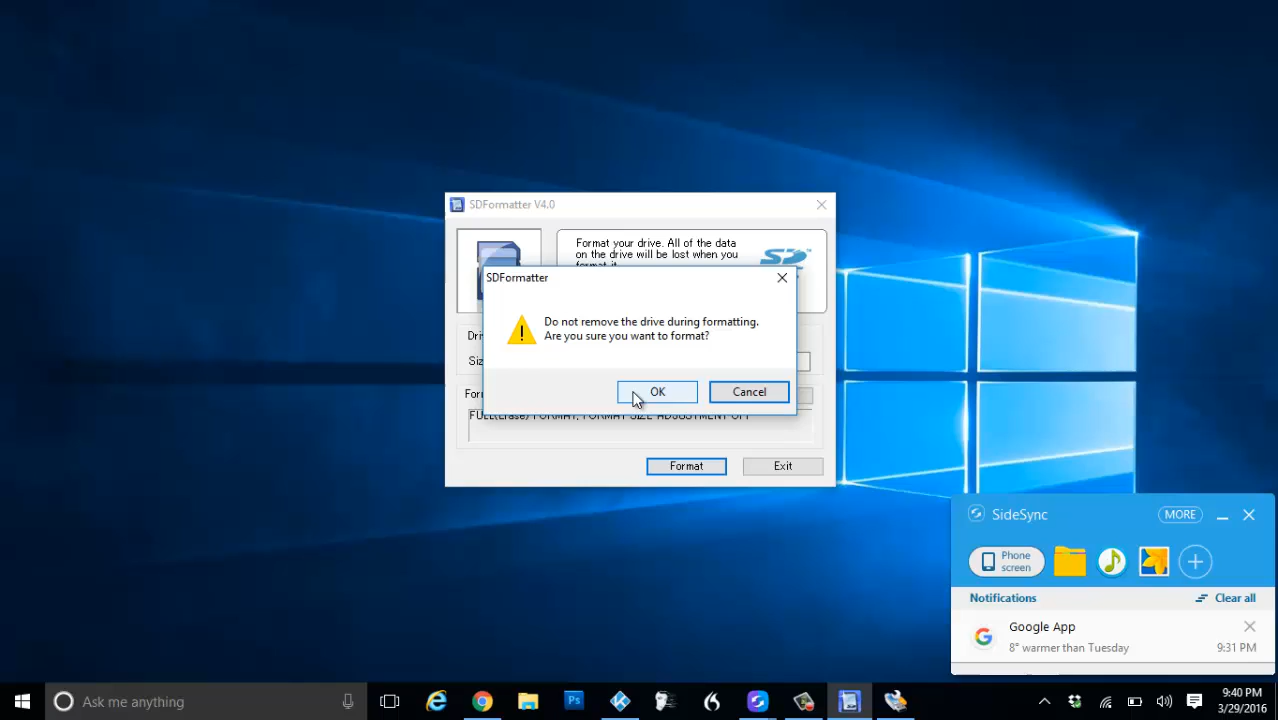 SDFormatter V4.0
Format your drive. All of the data
on the drive will be lost when you
format it.
SD
SDFormatter
Do not remove the drive during formatting.
Are you sure you want to format?
OK
Cancel
FULL(Erase) FORMAT, FORMAT SIZE ADJUSTMENT OFF
Format
Exit
SideSync
MORE
Phone
screen
Notifications
Clear all
Google App
8° warmer than Tuesday
9:31 PM
Ask me anything
Ps
9:40 PM
3/29/2016